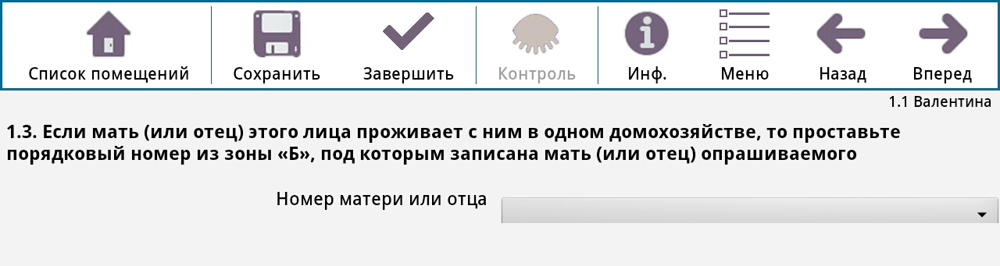 Список помещений
Сохранить
Завершить
Контроль
Инф.
Меню
Назад
Вперед
1.1 Валентина
1.3. Если мать (или отец) этого лица проживает с ним в одном домохозяйстве, то проставьте
порядковый номер из зоны «Б», под которым записана мать (или отец) опрашиваемого
Номер матери или отца